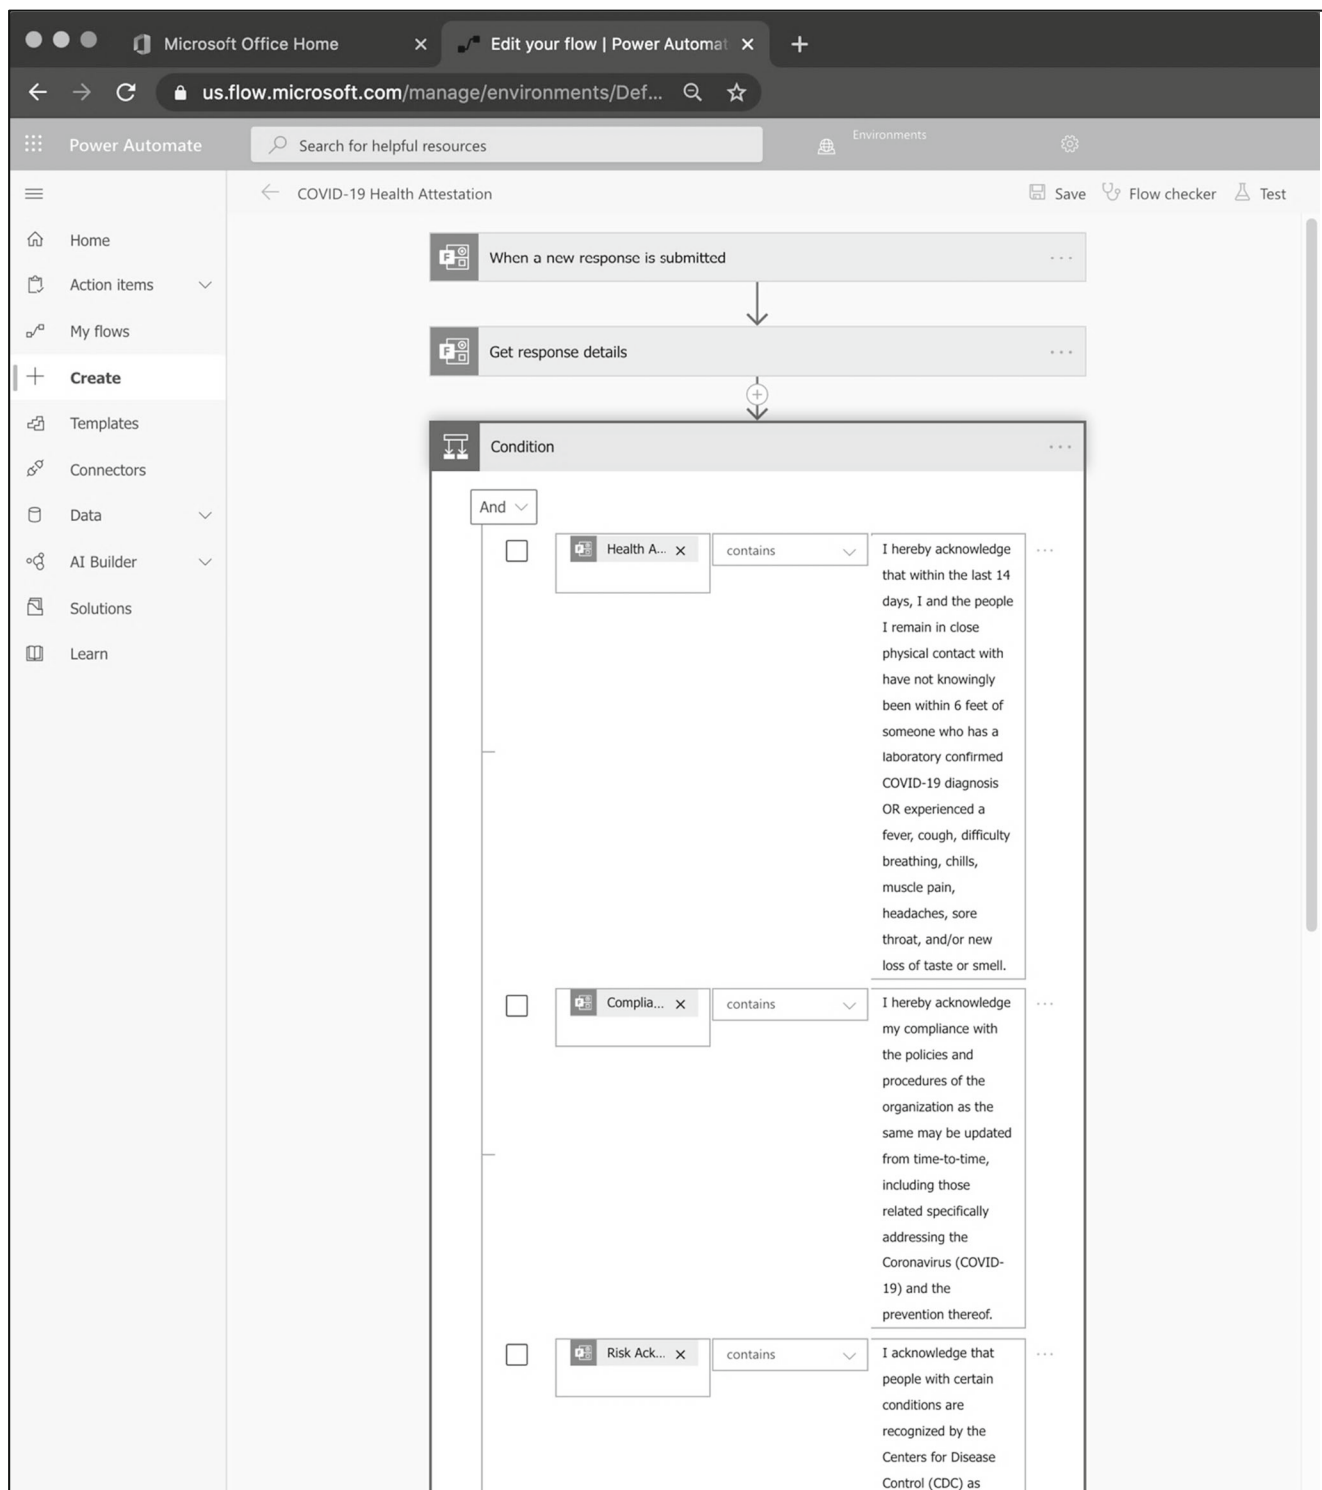 Microsoft Office Home
Edit your flow | Power Automat
us.flow.microsoft.com/manage/environments/Def...
Power Automate
Search for helpful resources
Environments
COVID-19 Health Attestation
Save
Flow checker
Test
Home
Action items
My flows
Create
Templates
Connectors
Data
AI Builder
Solutions
Learn
When a new response is submitted
Get response details
Condition
And
Health A...
contains
I hereby acknowledge
that within the last 14
days, I and the people
I remain in close
physical contact with
have not knowingly
been within 6 feet of
someone who has a
laboratory confirmed
COVID-19 diagnosis
OR experienced a
fever, cough, difficulty
breathing, chills,
muscle pain,
headaches, sore
throat, and/or new
loss of taste or smell.
Complia...
contains
I hereby acknowledge
my compliance with
the policies and
procedures of the
organization as the
same may be updated
from time-to-time,
including those
related specifically
addressing the
Coronavirus (COVID-
19) and the
prevention thereof.
Risk Ack...
contains
I acknowledge that
people with certain
conditions are
recognized by the
Centers for Disease
Control (CDC) as